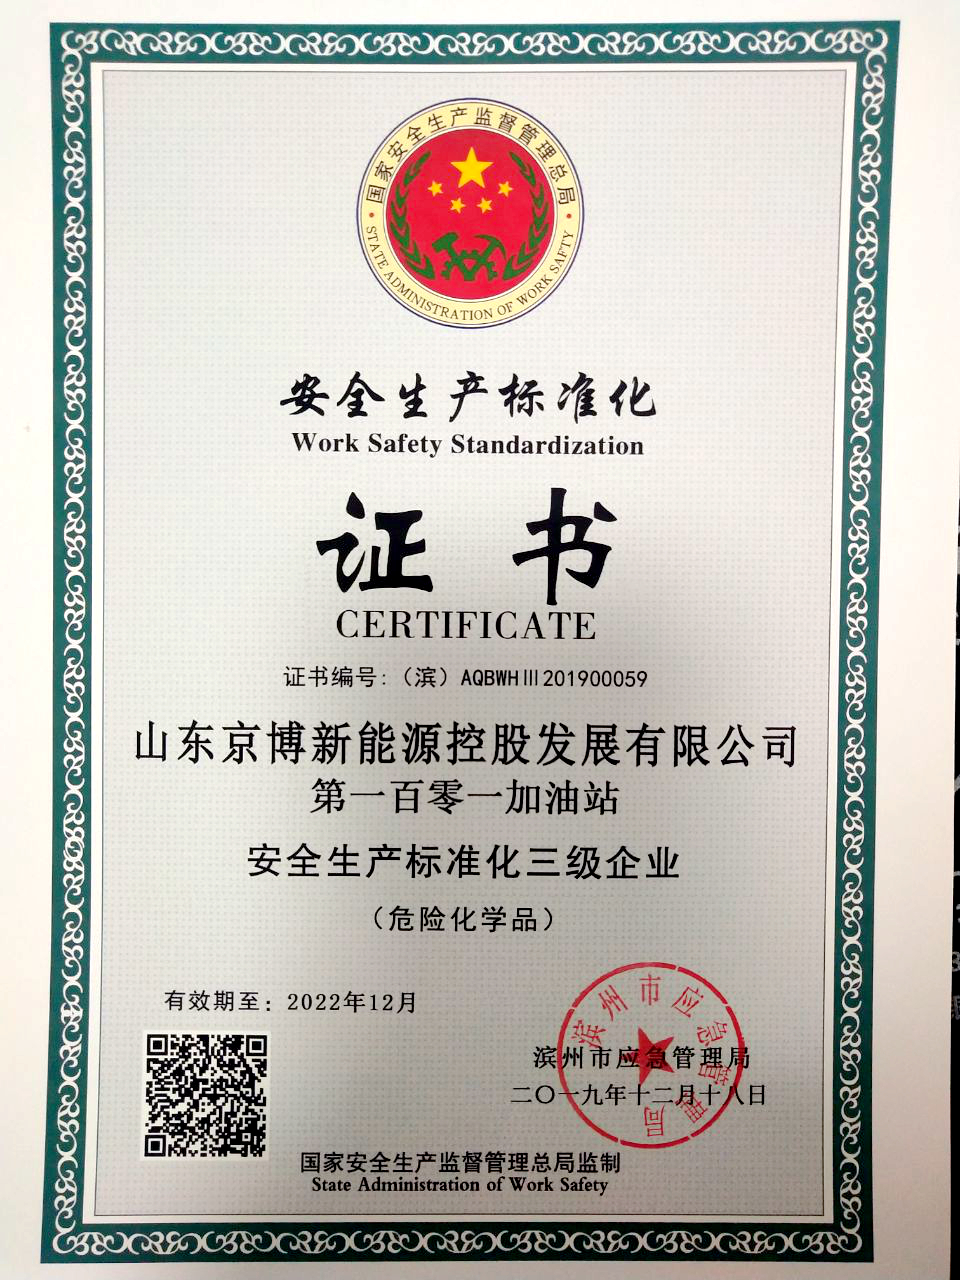 国家安全生产监督管理总局
STATE ADMINISTRATION OF WORK SAFTY
安全生产标准化
Work Safety Standardization
证书
CERTIFICATE
证书编号:（滨）AQBWHⅢ201900059
山东京博新能源控股发展有限公司
第一百零一加油站
安全生产标准化三级企业
（危险化学品）
有效期至: 2022年12月
滨州市应急管理局
滨州市应急管理局
二〇一九年十二月十八日
国家安全生产监督管理总局监制
State Administration of Work Safety